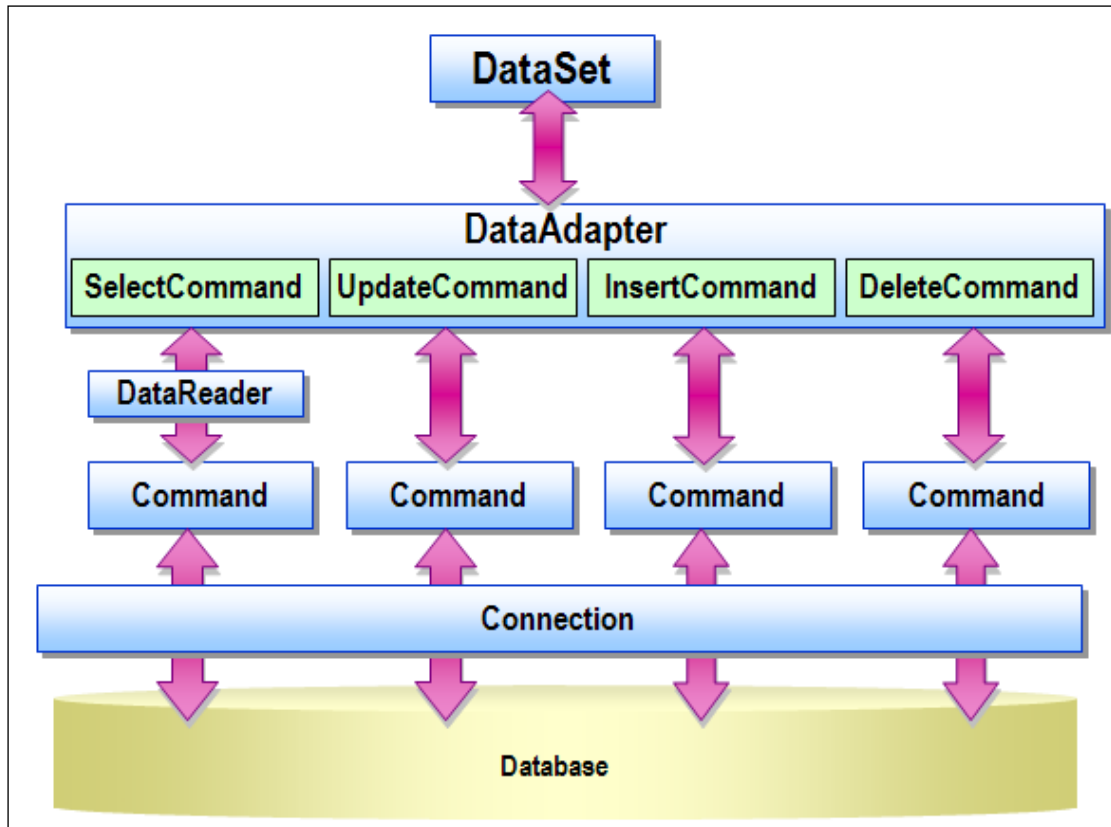 DataSet
DataAdapter
SelectCommand UpdateCommand InsertCommand DeleteCommand
DataReader
Command Command Command Command
Connection
Database